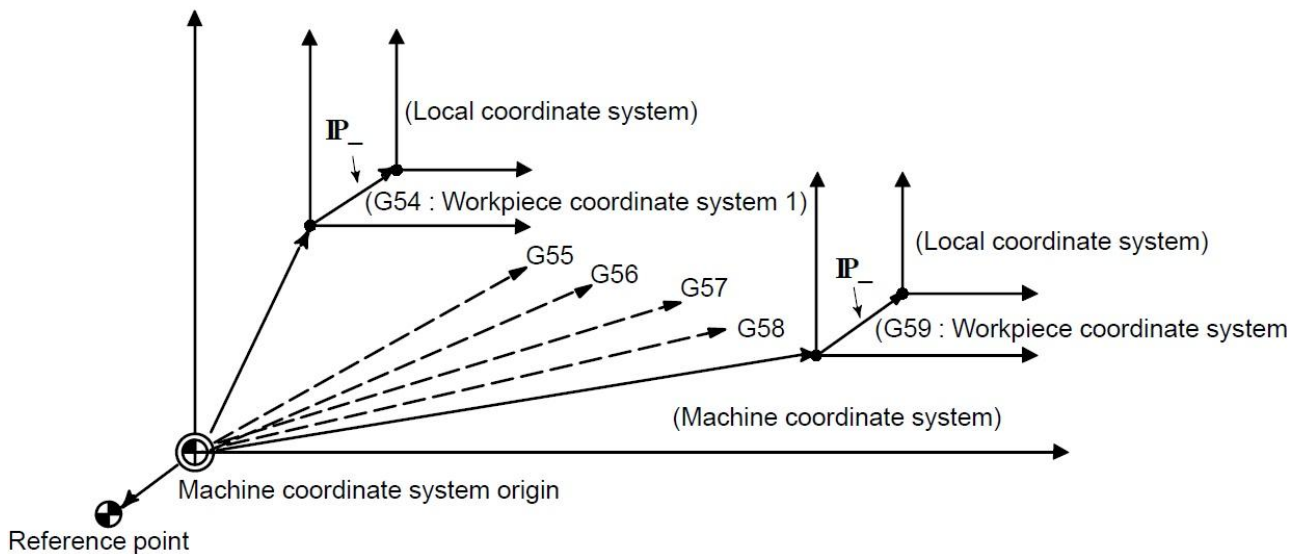 (Local coordinate system)
IP_
(G54 : Workpiece coordinate system 1)
(Local coordinate system)
G55
G56
IP_
G57
G58
(G59 : Workpiece coordinate system
(Machine coordinate system)
Machine coordinate system origin
Reference point